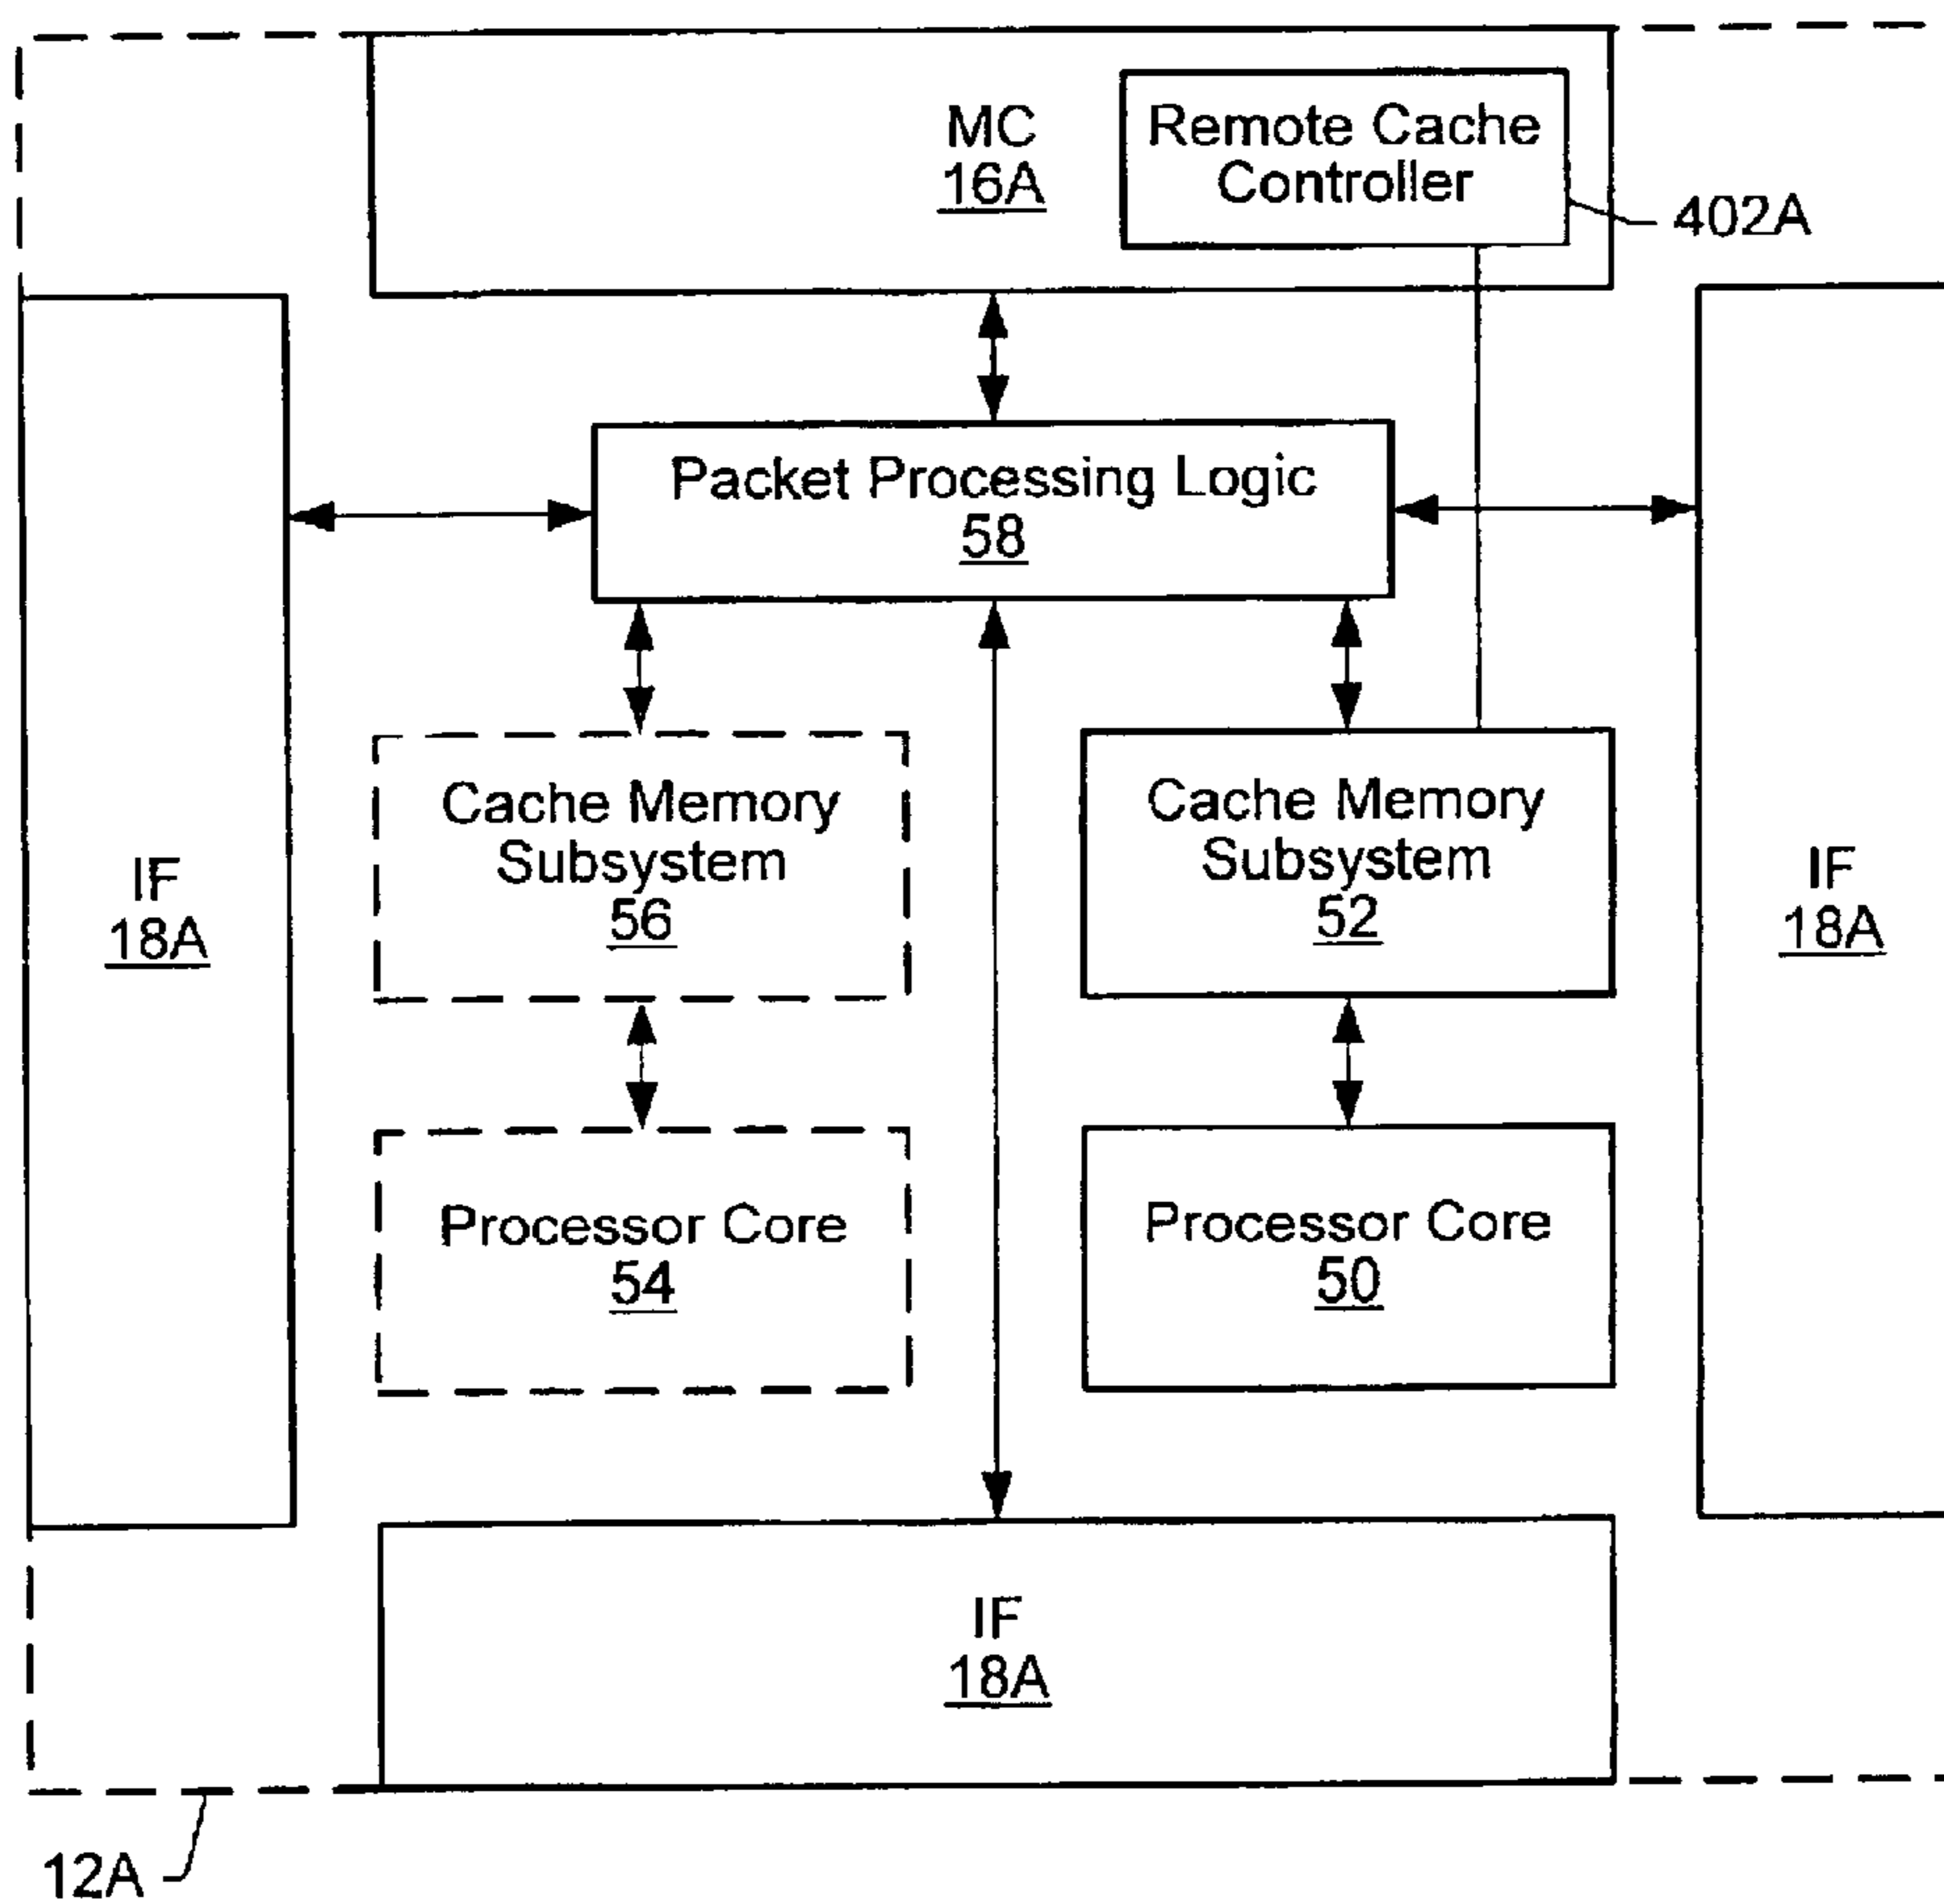 MC
16A
Remote Cache
Controller
402A
Packet Processing Logic
58
Cache Memory
Subsystem
56
Cache Memory
Subsystem
52
IF
18A
IF
18A
Processor Core
54
Processor Core
50
IF
18A
12A